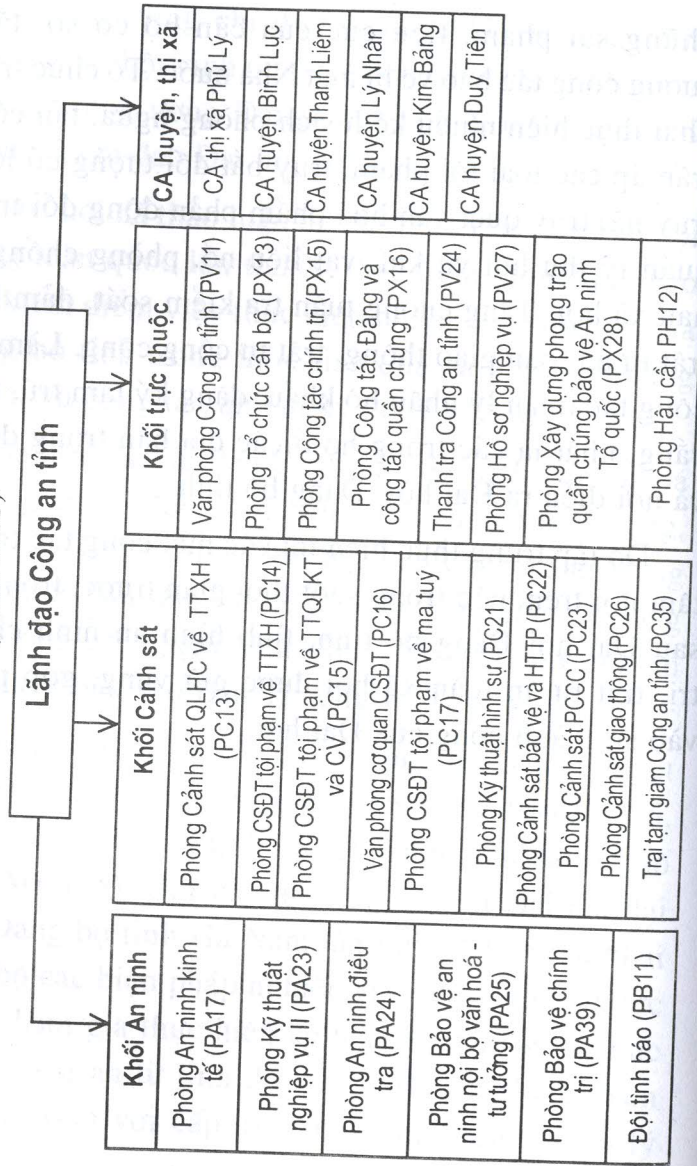 Lãnh đạo Công an tỉnh
Khối An ninh
Phòng An ninh kinh
tế (PA17)
Phòng Kỹ thuật
nghiệp vụ II (PA23)
Phòng An ninh điều
tra (PA24)
Phòng Bảo vệ an
ninh nội bộ văn hoá -
tư tưởng (PA25)
Phòng Bảo vệ chính
trị (PA39)
Đội tình báo (PB11)
Khối Cảnh sát
Phòng Cảnh sát QLHC về TTXH
(PC13)
Phòng CSĐT tội phạm về TTXH (PC14)
Phòng CSĐT tội phạm về TTQLKT
và CV (PC15)
Văn phòng cơ quan CSĐT (PC16)
Phòng CSĐT tội phạm về ma tuý
(PC17)
Phòng Kỹ thuật hình sự (PC21)
Phòng Cảnh sát bảo vệ và HTTP (PC22)
Phòng Cảnh sát PCCC (PC23)
Phòng Cảnh sát giao thông (PC26)
Trại tạm giam Công an tỉnh (PC35)
Khối trực thuộc
Văn phòng Công an tỉnh (PV11)
Phòng Tổ chức cán bộ (PX13)
Phòng Công tác chính trị (PX15)
Phòng Công tác Đảng và
công tác quần chúng (PX16)
Thanh tra Công an tỉnh (PV24)
Phòng Hồ sơ nghiệp vụ (PV27)
Phòng Xây dựng phong trào
quần chúng bảo vệ An ninh
Tổ quốc (PX28)
Phòng Hậu cần PH12)
CA huyện, thị xã
CA thị xã Phủ Lý
CA huyện Bình Lục
CA huyện Thanh Liêm
CA huyện Lý Nhân
CA huyện Kim Bảng
CA huyện Duy Tiên